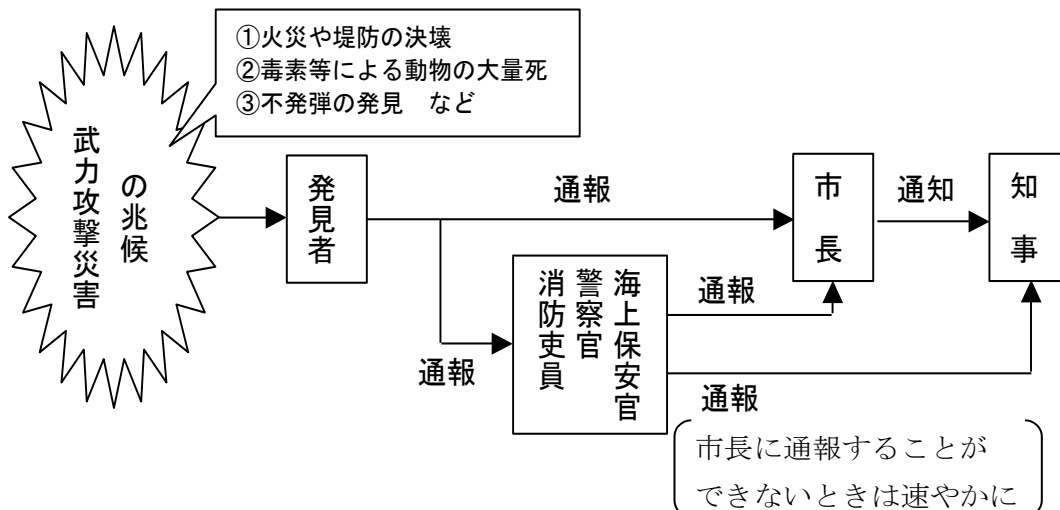 ①火災や堤防の決壊
②毒素等による動物の大量死
③不発弾の発見　など
武力攻撃災害
の兆候
発見者
通報
市長
通知
知事
通報
消防吏員
警察官
海上保安官
通報
通報
市長に通報することが
できないときは速やかに